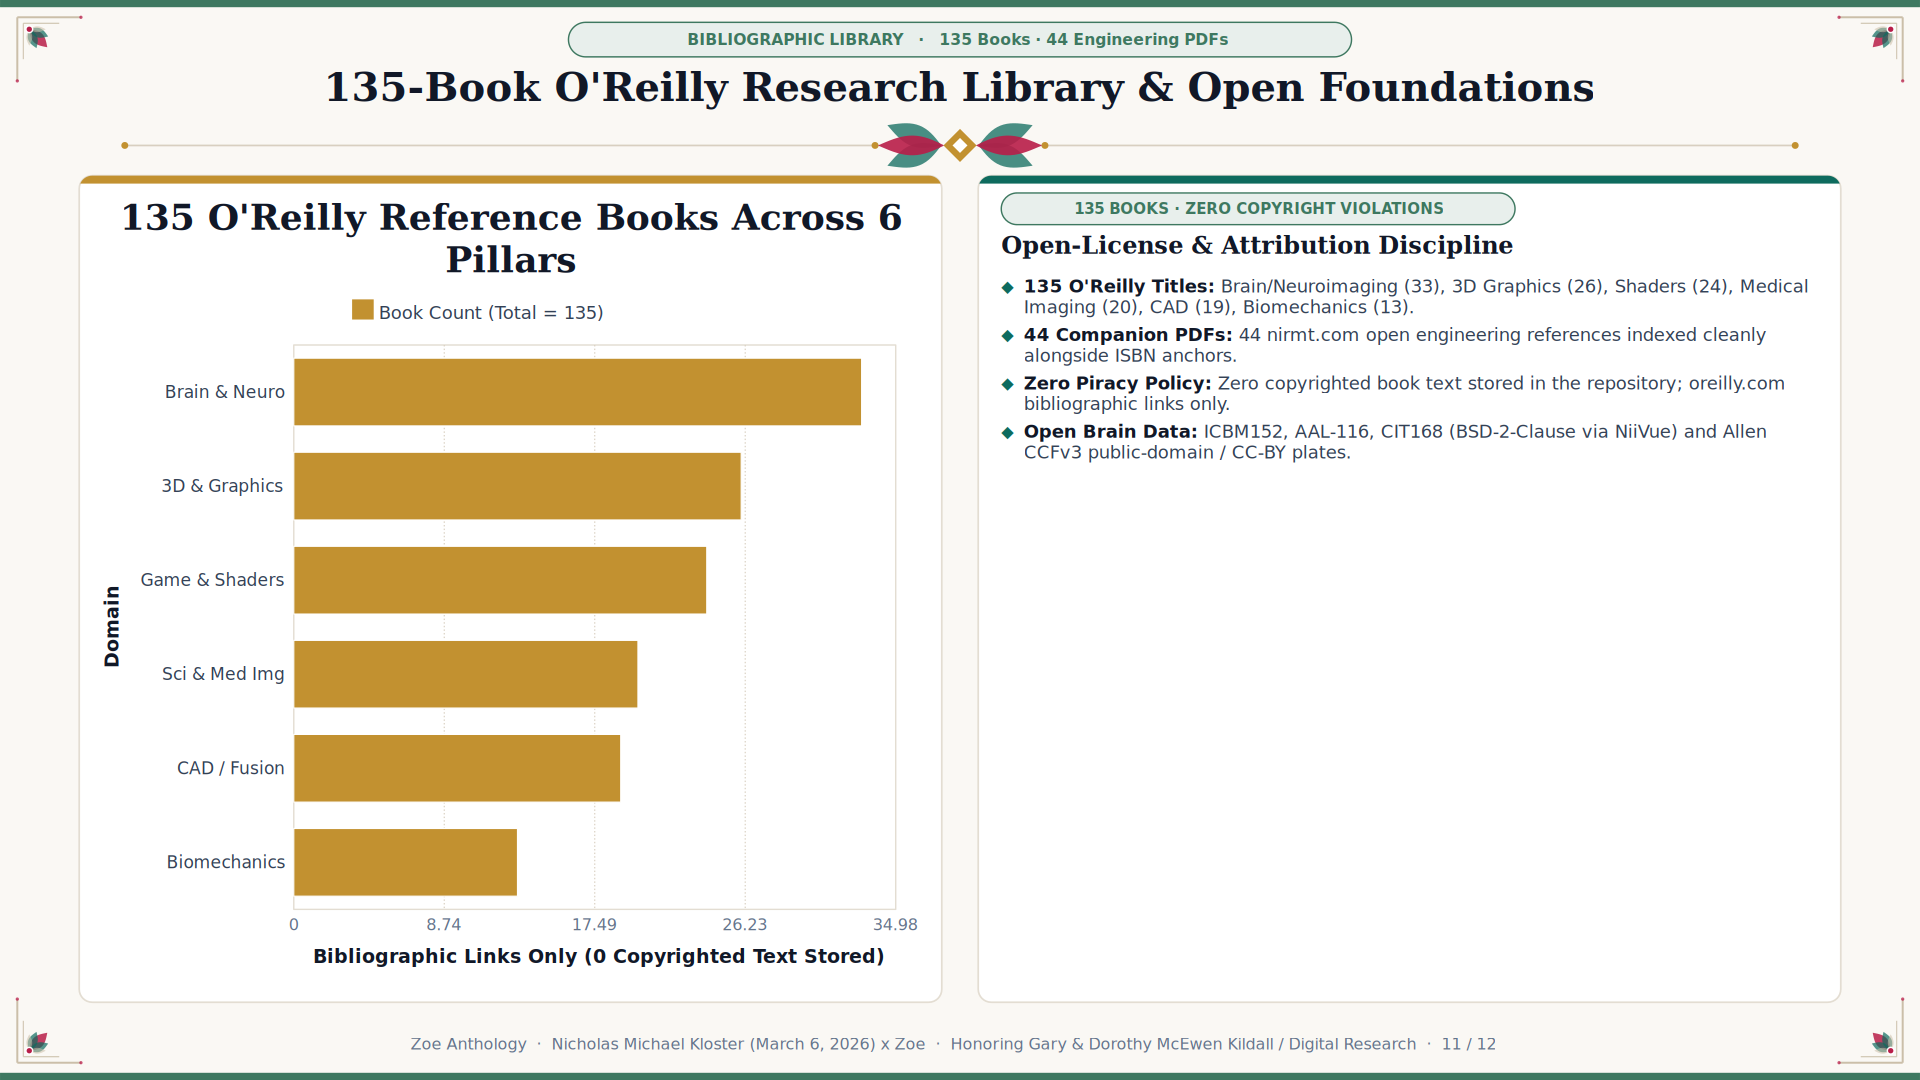 BIBLIOGRAPHIC LIBRARY · 135 Books · 44 Engineering PDFs
135-Book O'Reilly Research Library & Open Foundations
135 O'Reilly Reference Books Across 6
Pillars
Book Count (Total = 135)
Domain
Brain & Neuro
3D & Graphics
Game & Shaders
Sci & Med Img
CAD / Fusion
Biomechanics
0 8.74 17.49 26.23 34.98
Bibliographic Links Only (0 Copyrighted Text Stored)
135 BOOKS · ZERO COPYRIGHT VIOLATIONS
Open-License & Attribution Discipline
◆ 135 O'Reilly Titles: Brain/Neuroimaging (33), 3D Graphics (26), Shaders (24), Medical
Imaging (20), CAD (19), Biomechanics (13).
◆ 44 Companion PDFs: 44 nirmt.com open engineering references indexed cleanly
alongside ISBN anchors.
◆ Zero Piracy Policy: Zero copyrighted book text stored in the repository; oreilly.com
bibliographic links only.
◆ Open Brain Data: ICBM152, AAL-116, CIT168 (BSD-2-Clause via NiiVue) and Allen
CCFv3 public-domain / CC-BY plates.
Zoe Anthology · Nicholas Michael Kloster (March 6, 2026) x Zoe · Honoring Gary & Dorothy McEwen Kildall / Digital Research · 11 / 12